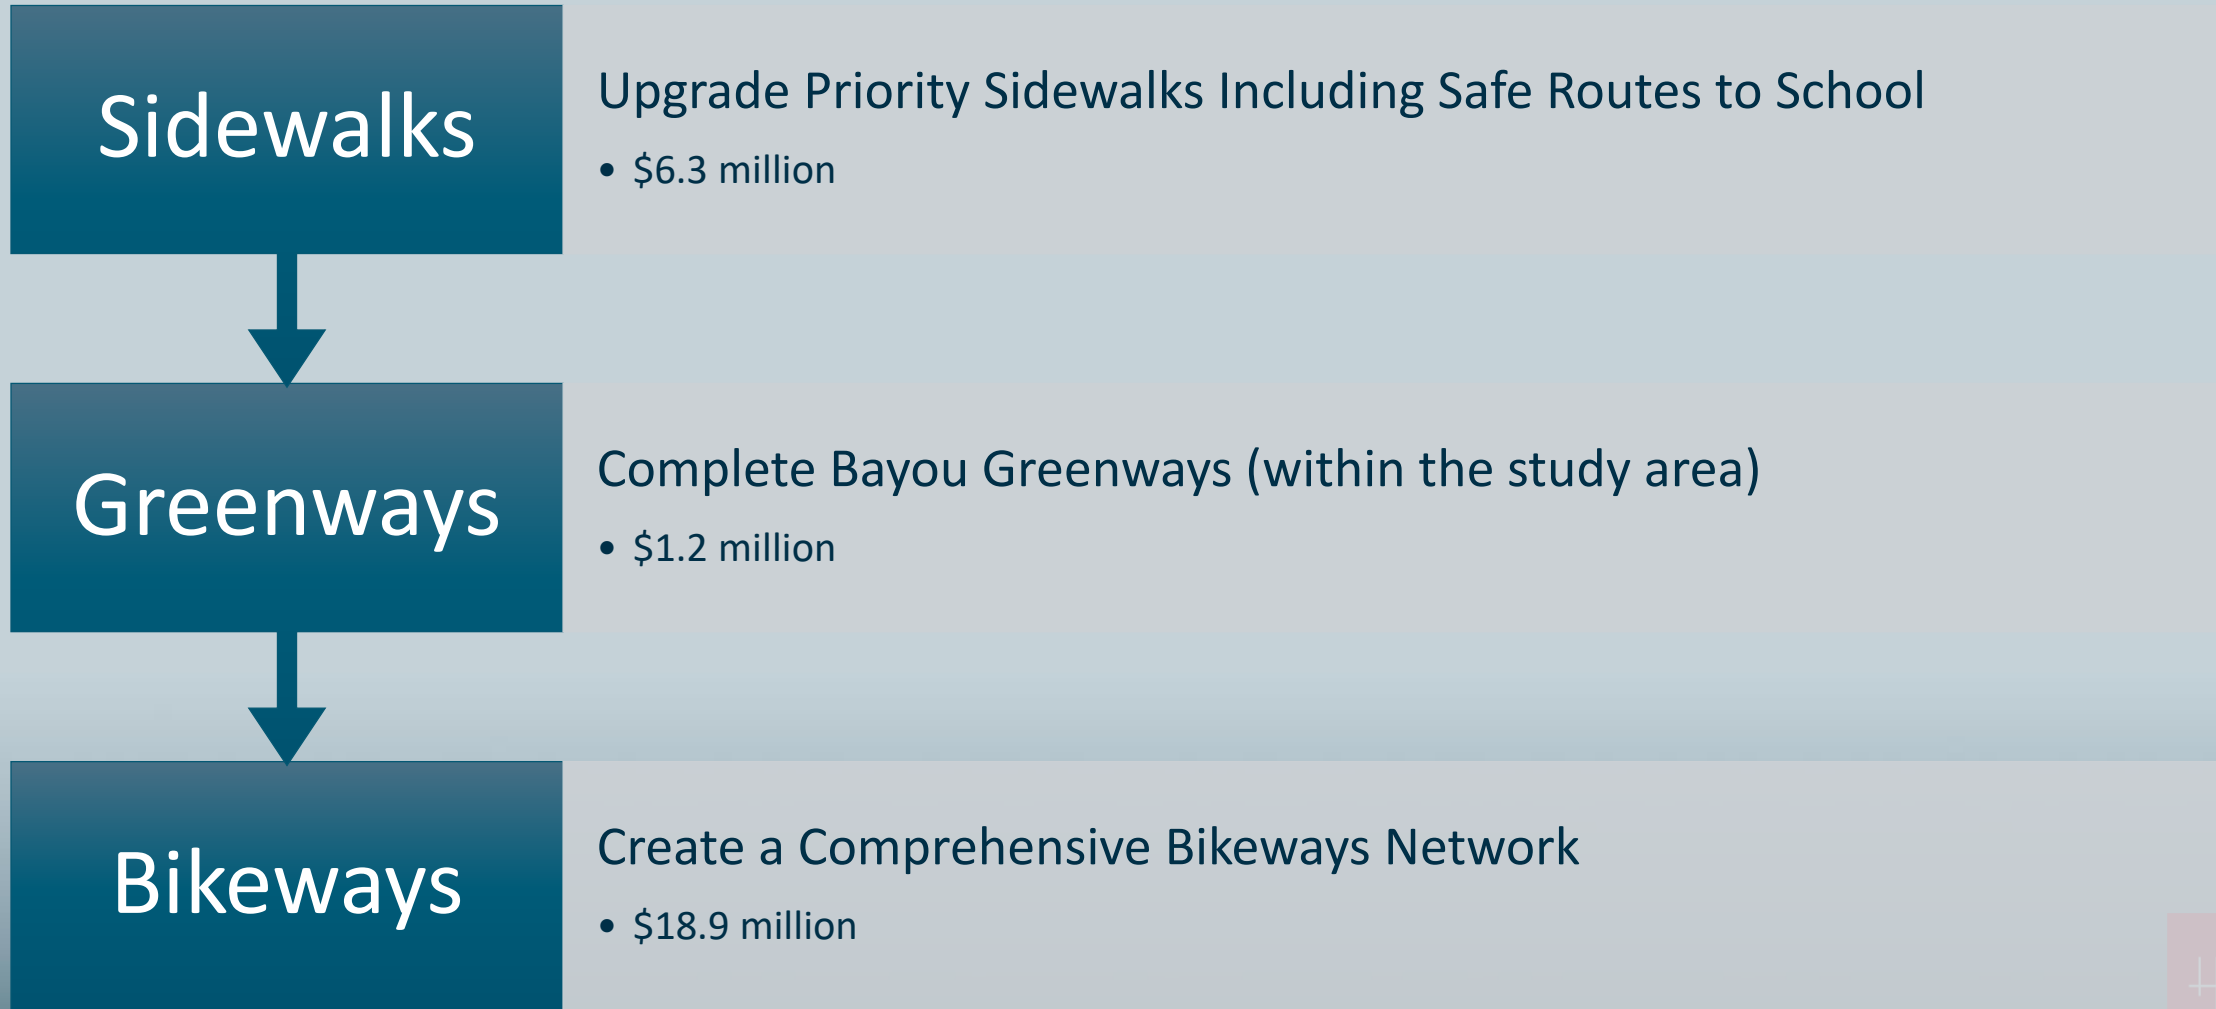 Sidewalks
Upgrade Priority Sidewalks Including Safe Routes to School
• $6.3 million
Greenways
Complete Bayou Greenways (within the study area)
• $1.2 million
Bikeways
Create a Comprehensive Bikeways Network
• $18.9 million